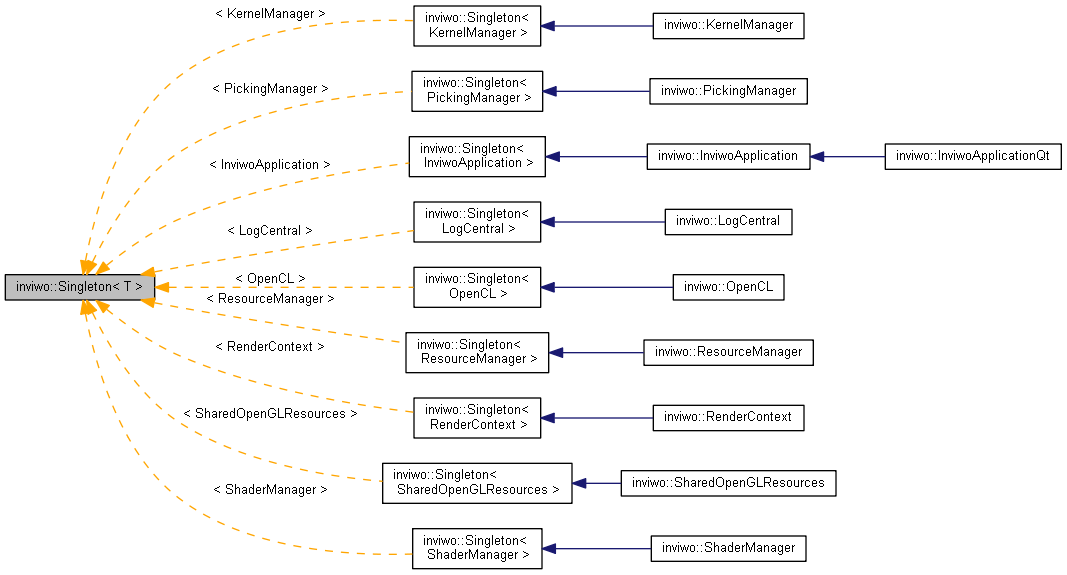 < KernelManager >
inviwo::Singleton<
KernelManager >
inviwo::KernelManager
< PickingManager >
inviwo::Singleton<
PickingManager >
inviwo::PickingManager
< InviwoApplication >
inviwo::Singleton<
InviwoApplication >
inviwo::InviwoApplication
inviwo::InviwoApplicationQt
< LogCentral >
inviwo::Singleton<
LogCentral >
inviwo::LogCentral
inviwo::Singleton< T >
< OpenCL >
inviwo::Singleton<
OpenCL >
inviwo::OpenCL
< ResourceManager >
inviwo::Singleton<
ResourceManager >
inviwo::ResourceManager
< RenderContext >
inviwo::Singleton<
RenderContext >
inviwo::RenderContext
< SharedOpenGLResources >
inviwo::Singleton<
SharedOpenGLResources >
inviwo::SharedOpenGLResources
< ShaderManager >
inviwo::Singleton<
ShaderManager >
inviwo::ShaderManager